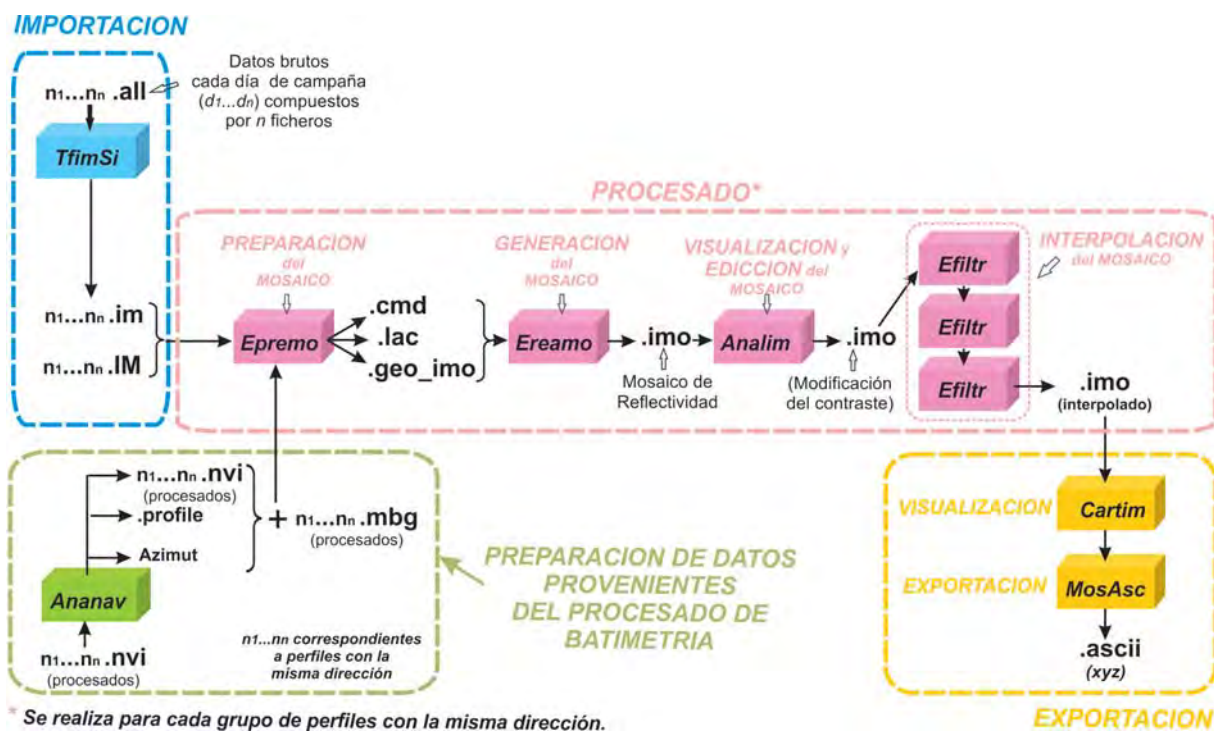 IMPORTACION
Datos brutos
cada día de campaña
(d1...dn) compuestos
por n ficheros
n1...nn .all
TfimSi
n1...nn .im
n1...nn .IM
PROCESADO*
PREPARACION
del
MOSAICO
Epremo
.cmd
.lac
.geo_imo
GENERACION
del
MOSAICO
Ereamo
.imo
Mosaico de
Reflectividad
VISUALIZACION y
EDICCION del
MOSAICO
Analim
.imo
(Modificación
del contraste)
Efiltr
Efiltr
Efiltr
INTERPOLACION
del MOSAICO
.imo
(interpolado)
n1...nn .nvi
(procesados)
.profile
Azimut
+ n1...nn .mbg
(procesados)
Ananav
n1...nn .nvi
(procesados)
n1...nn correspondientes
a perfiles con la
misma dirección
PREPARACION DE DATOS
PROVENIENTES
DEL PROCESADO DE
BATIMETRIA
VISUALIZACION
Cartim
EXPORTACION
MosAsc
.ascii
(xyz)
EXPORTACION
* Se realiza para cada grupo de perfiles con la misma dirección.